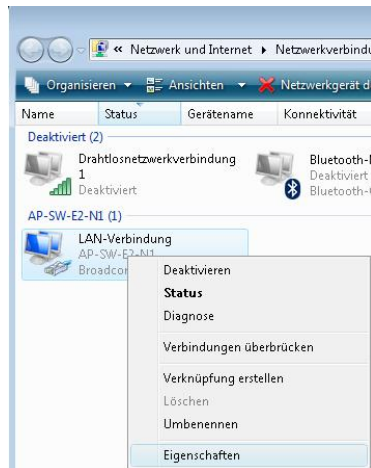 « Netzwerk und Internet Netzwerkverbindu
Organisieren Ansichten Netzwerkgerät d
Name Status Gerätename Konnektivität
Deaktiviert (2)
Drahtlosnetzwerkverbindung
1
Deaktiviert
Bluetooth-
Deaktiviert
Bluetooth-
AP-SW-E2-N1 (1)
LAN-Verbindung
AP-SW-E2-N1
Broadcor
Deaktivieren
Status
Diagnose
Verbindungen überbrücken
Verknüpfung erstellen
Löschen
Umbenennen
Eigenschaften